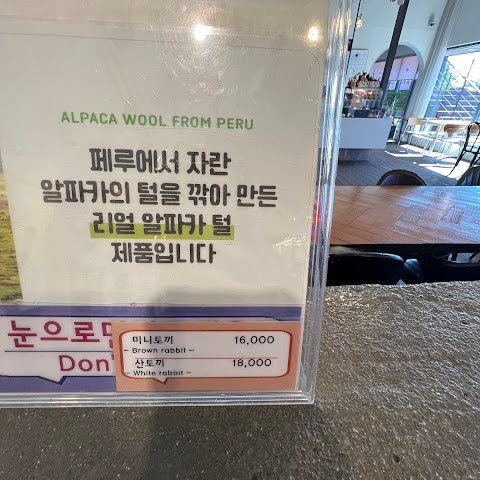 ALPACA WOOL FROM PERU
페루에서 자란
알파카의 털을 깎아 만든
리얼 알파카 털
제품입니다
눈으로만
Don'
미니토끼 16,000
- Brown rabbit -
산토끼 18,000
- White rabbit -